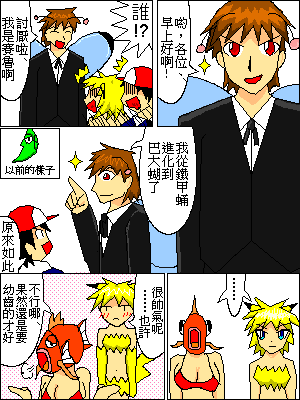 喲,各位,
早上好啊!
誰!?
討厭啦、
我是賽魯啊
我從鐵甲蛹
進化到
巴大蝴了
以前的樣子
原來如此
………
很帥氣呢
……也許
不行哪、
果然還是要
幼齒的才好